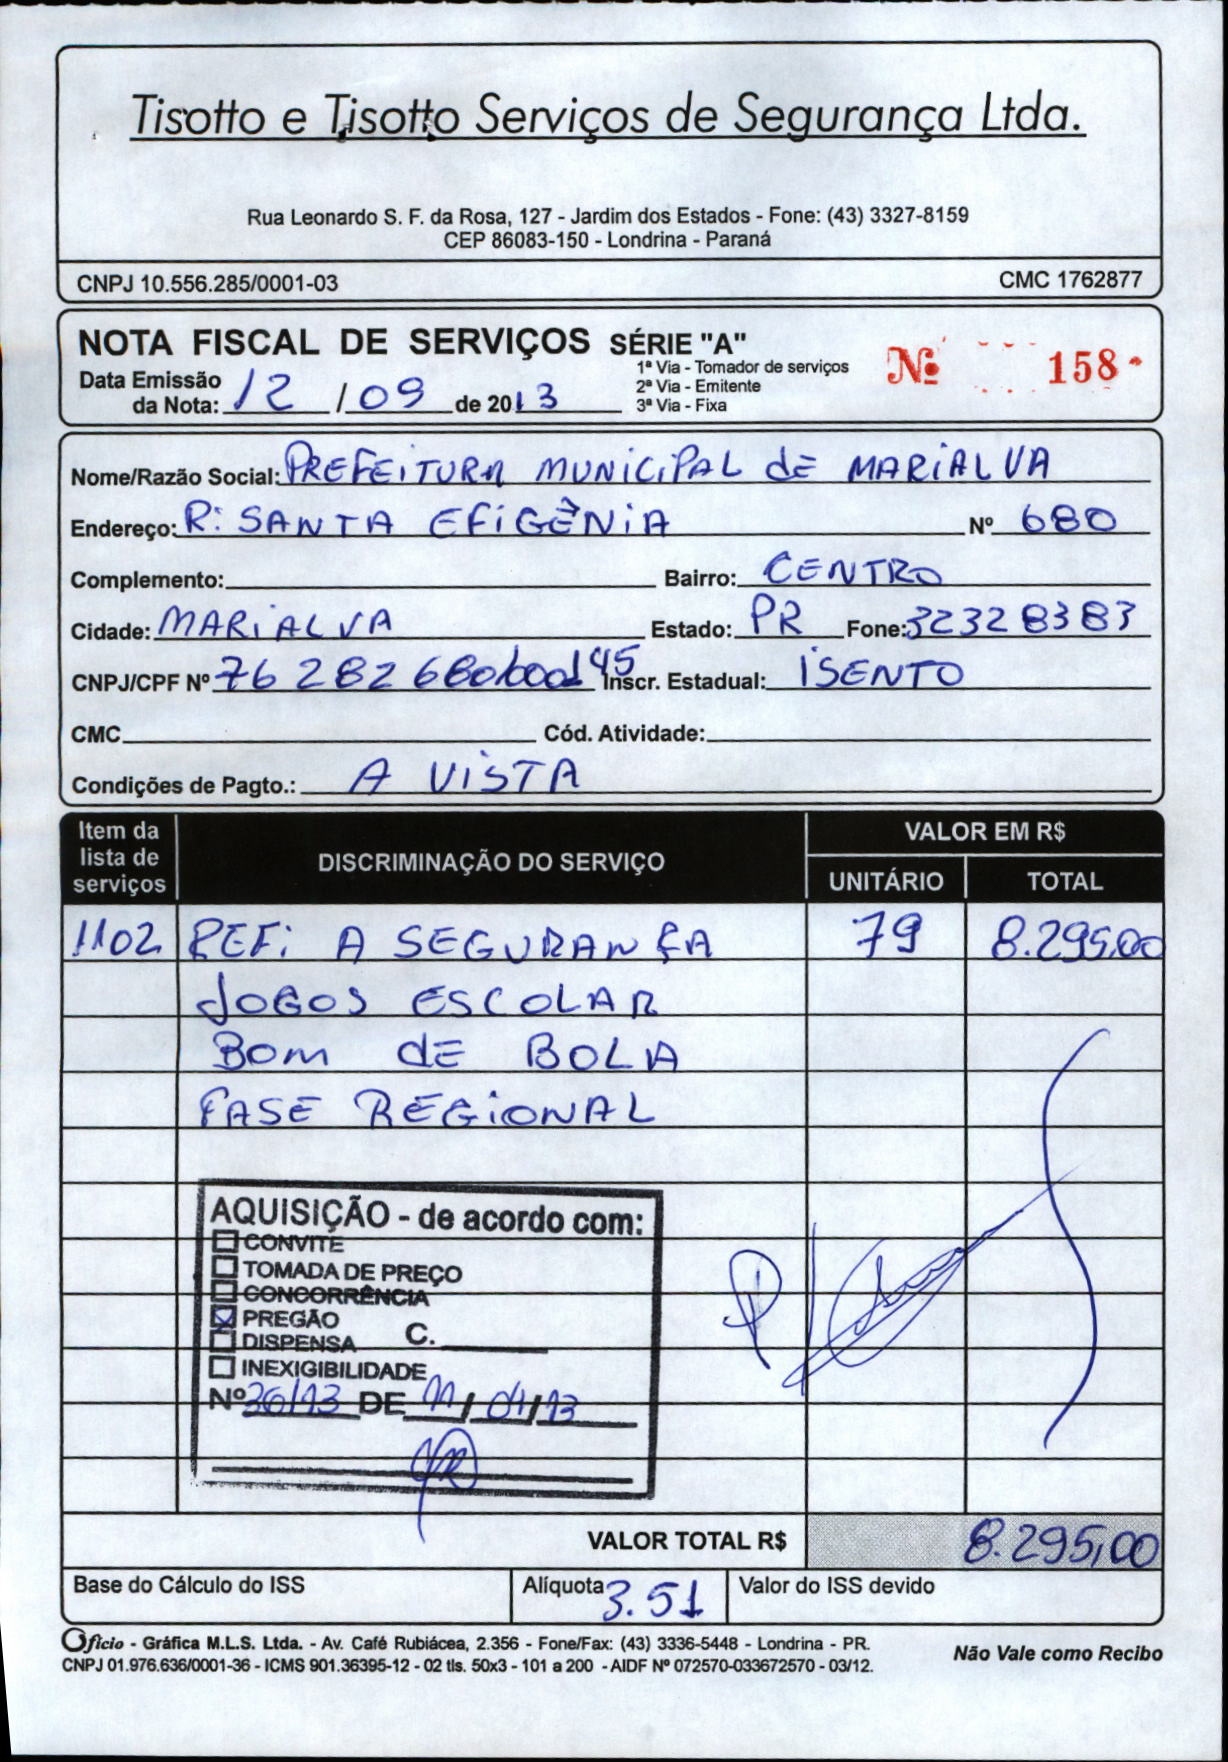 Tisotto e Tisotto Serviços de Segurança Ltda.
Rua Leonardo S. F. da Rosa, 127 - Jardim dos Estados - Fone: (43) 3327-8159
CEP 86083-150 - Londrina - Paraná
CNPJ 10.556.285/0001-03 CMC 1762877
NOTA FISCAL DE SERVIÇOS SÉRIE "A"
Nº 158
1ª Via - Tomador de serviços
2ª Via - Emitente
3ª Via - Fixa
Data Emissão
da Nota: 12 / 09 de 2013
Nome/Razão Social: PREFEITURA MUNICIPAL dE MARIALVA
Endereço: R: SANTA EFIGÊNIA Nº 680
Complemento: Bairro: CENTRO
Cidade: MARIALVA Estado: PR Fone: 32328383
CNPJ/CPF Nº 76 282 680/0001 45 Inscr. Estadual: ISENTO
CMC Cód. Atividade:
Condições de Pagto.: A VISTA
Item da lista de serviços DISCRIMINAÇÃO DO SERVIÇO VALOR EM R$
UNITÁRIO TOTAL
1102 REF: A SEGURANÇA 79 8.295,00
JOGOS ESCOLAR
BOM dE BOLA
FASE REGIONAL
AQUISIÇÃO - de acordo com:
CONVITE
TOMADA DE PREÇO
CONCORRÊNCIA
PREGÃO
DISPENSA C.
INEXIGIBILIDADE
Nº 36/13 DE 11/04/13
VALOR TOTAL R$ 8.295,00
Base do Cálculo do ISS Alíquota 3.51 Valor do ISS devido
Ofício - Gráfica M.L.S. Ltda. - Av. Café Rubiácea, 2.356 - Fone/Fax: (43) 3336-5448 - Londrina - PR.
CNPJ 01.976.636/0001-36 - ICMS 901.36395-12 - 02 tls. 50x3 - 101 a 200 - AIDF Nº 072570-033672570 - 03/12.
Não Vale como Recibo